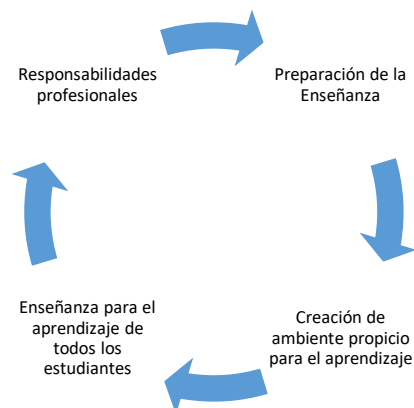 Responsabilidades
profesionales
Preparación de la
Enseñanza
Enseñanza para el
aprendizaje de
todos los
estudiantes
Creación de
ambiente propicio
para el aprendizaje